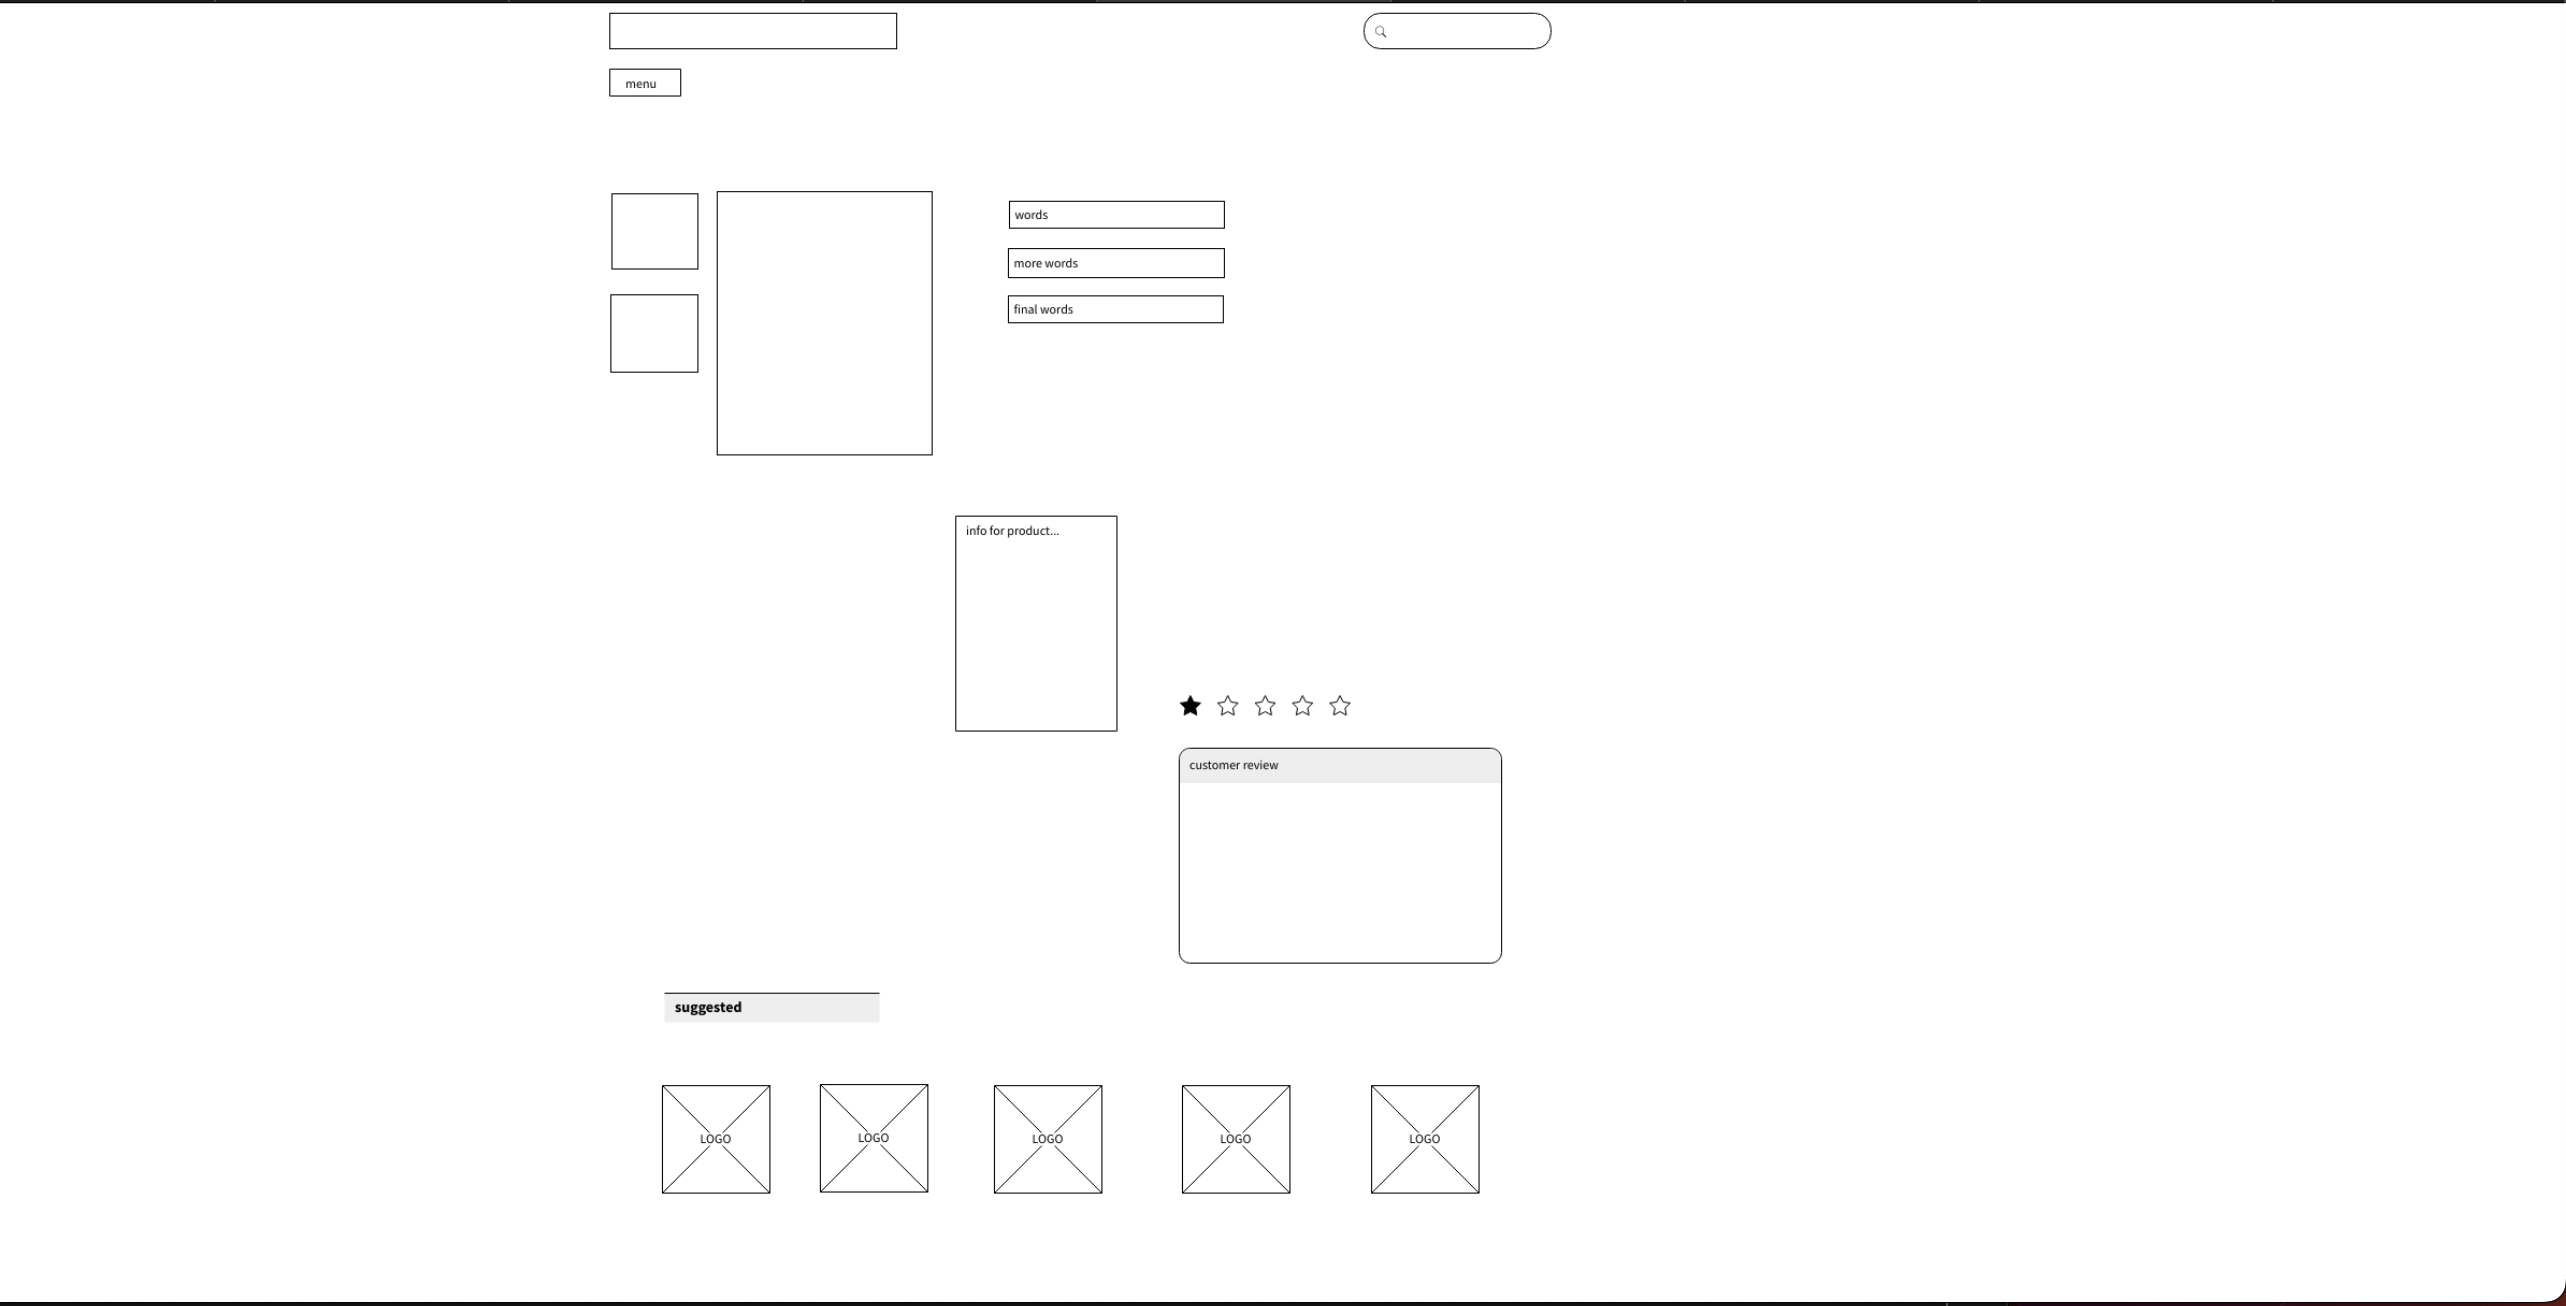 menu
words
more words
final words
info for product...
customer review
suggested
LOGO
LOGO
LOGO
LOGO
LOGO